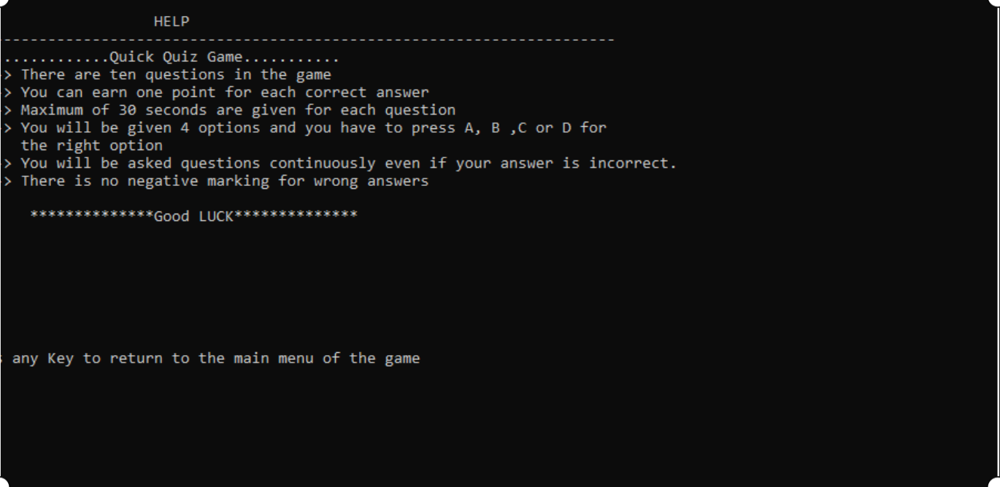 HELP
----------------------------------------------------------------------
............Quick Quiz Game...........
> There are ten questions in the game
> You can earn one point for each correct answer
> Maximum of 30 seconds are given for each question
> You will be given 4 options and you have to press A, B ,C or D for
the right option
> You will be asked questions continuously even if your answer is incorrect.
> There is no negative marking for wrong answers
**************Good LUCK**************
any Key to return to the main menu of the game